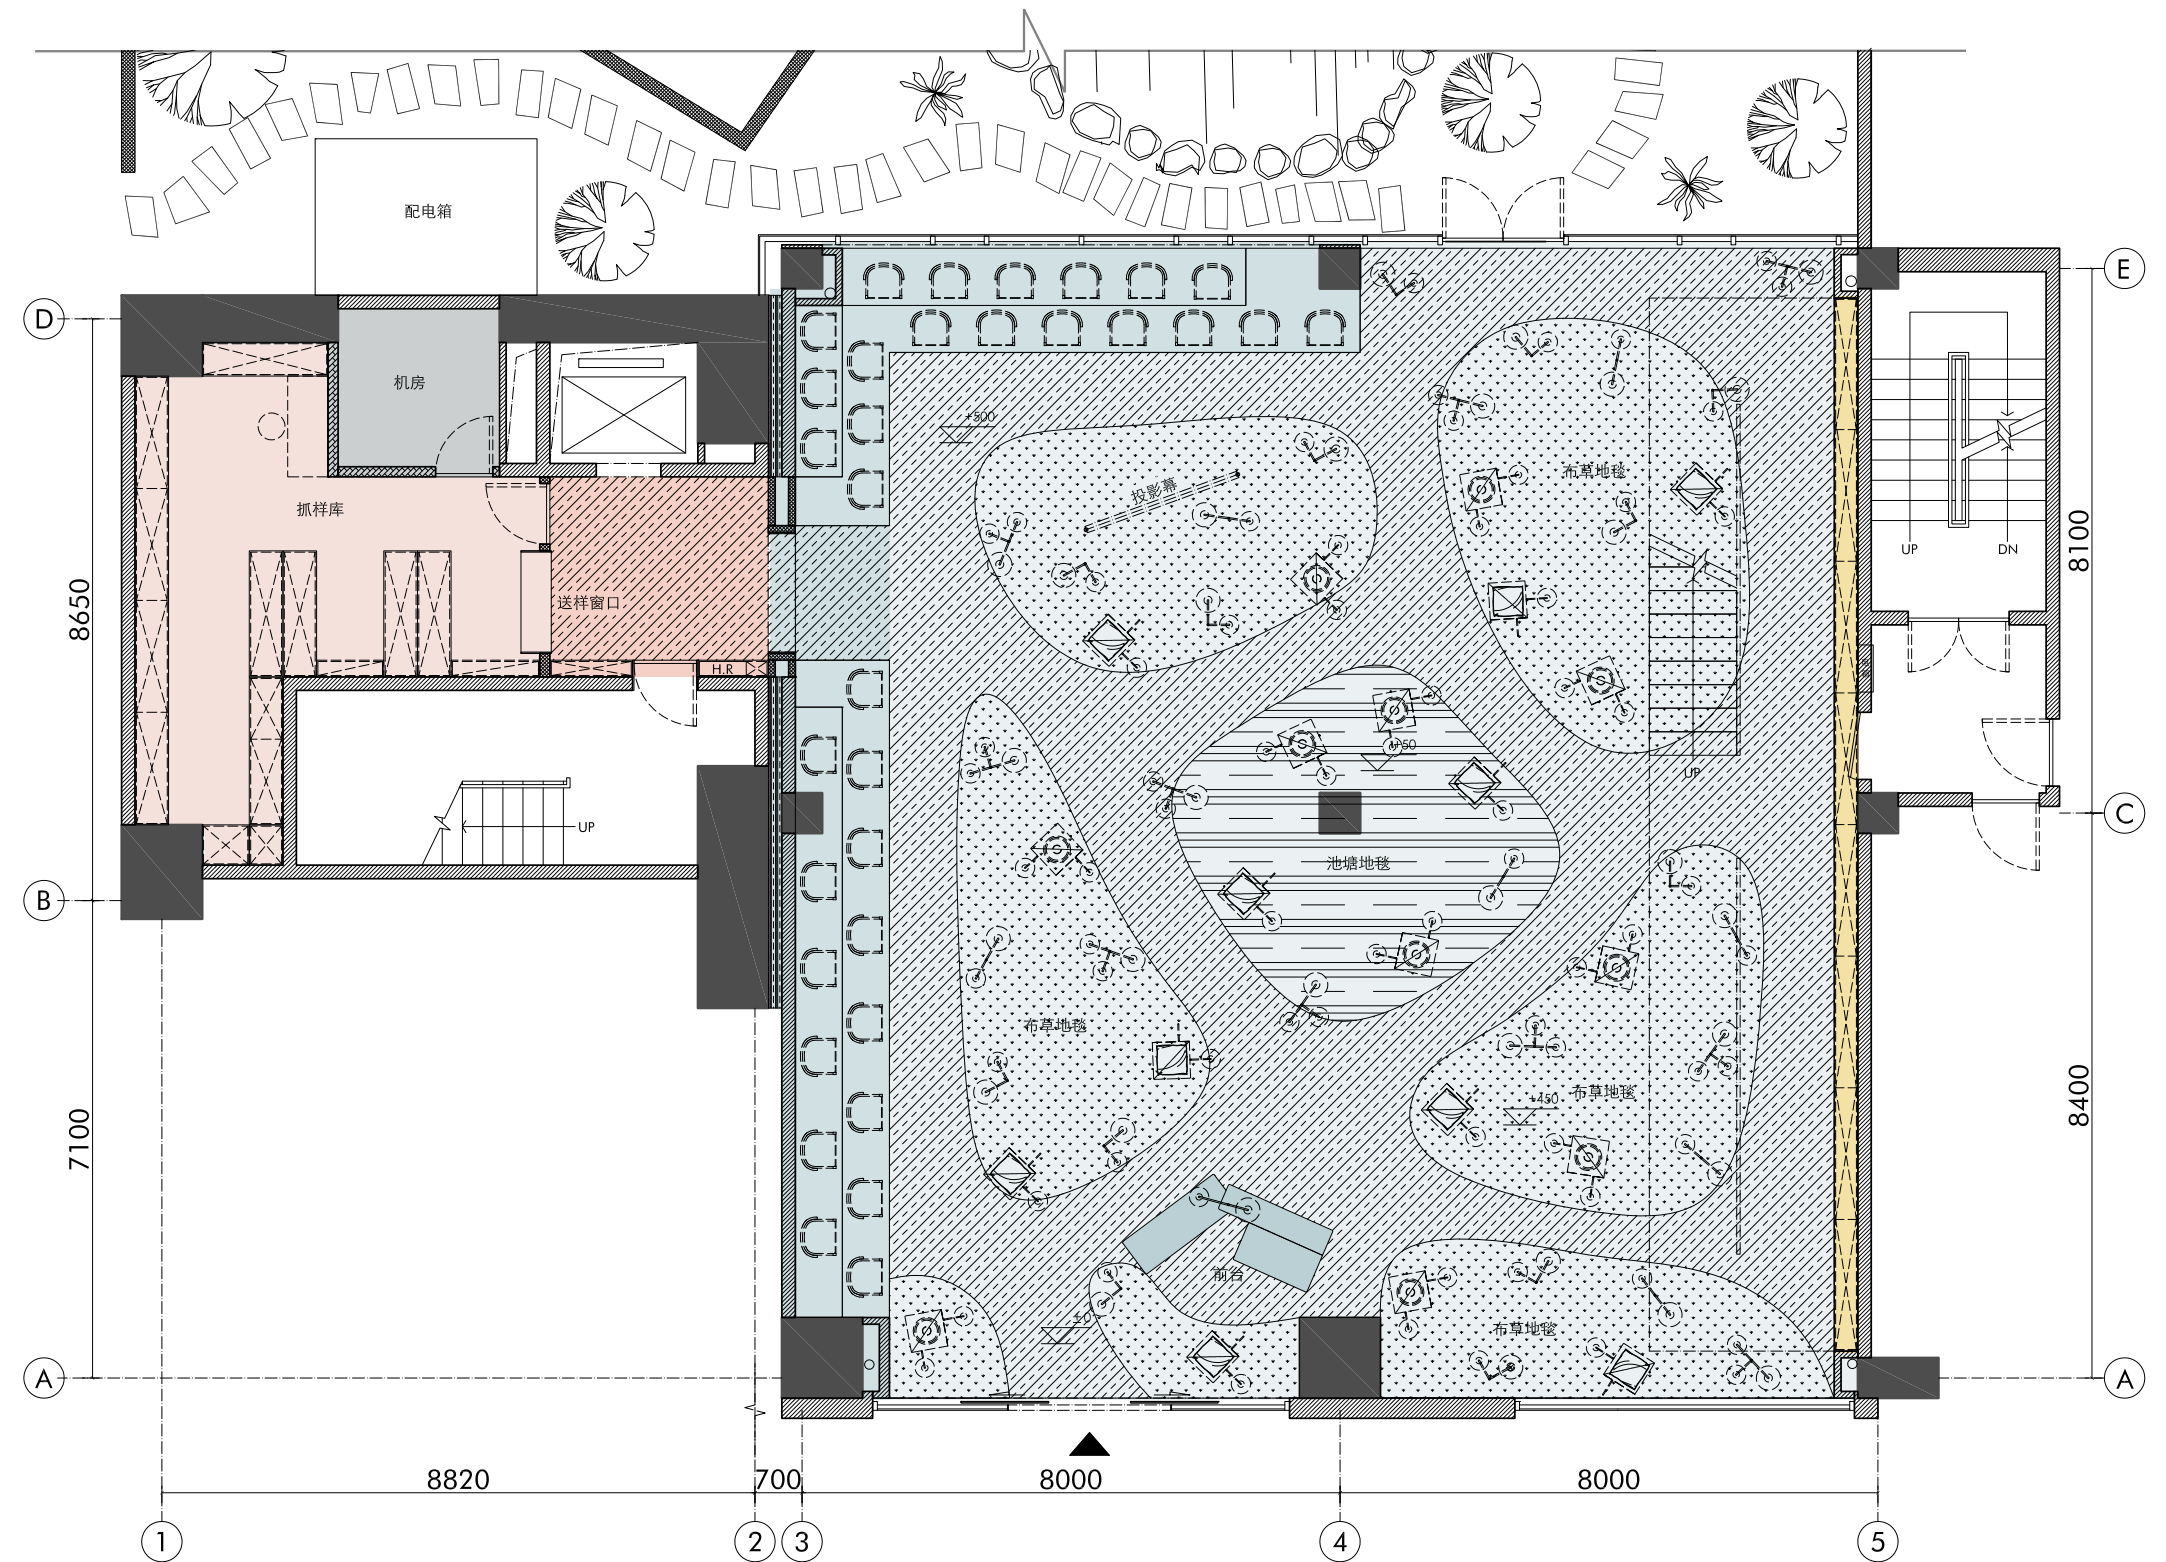 配电箱
E
D
机房
+500
布草地毯
投影幕
抓样库
UP
DN
8100
8650
送样窗口
H.R
+50
UP
C
UP
池塘地毯
B
布草地毯
布草地毯
+450
8400
7100
前台
±0
布草地毯
A
A
8820
700
8000
8000
1
2
3
4
5